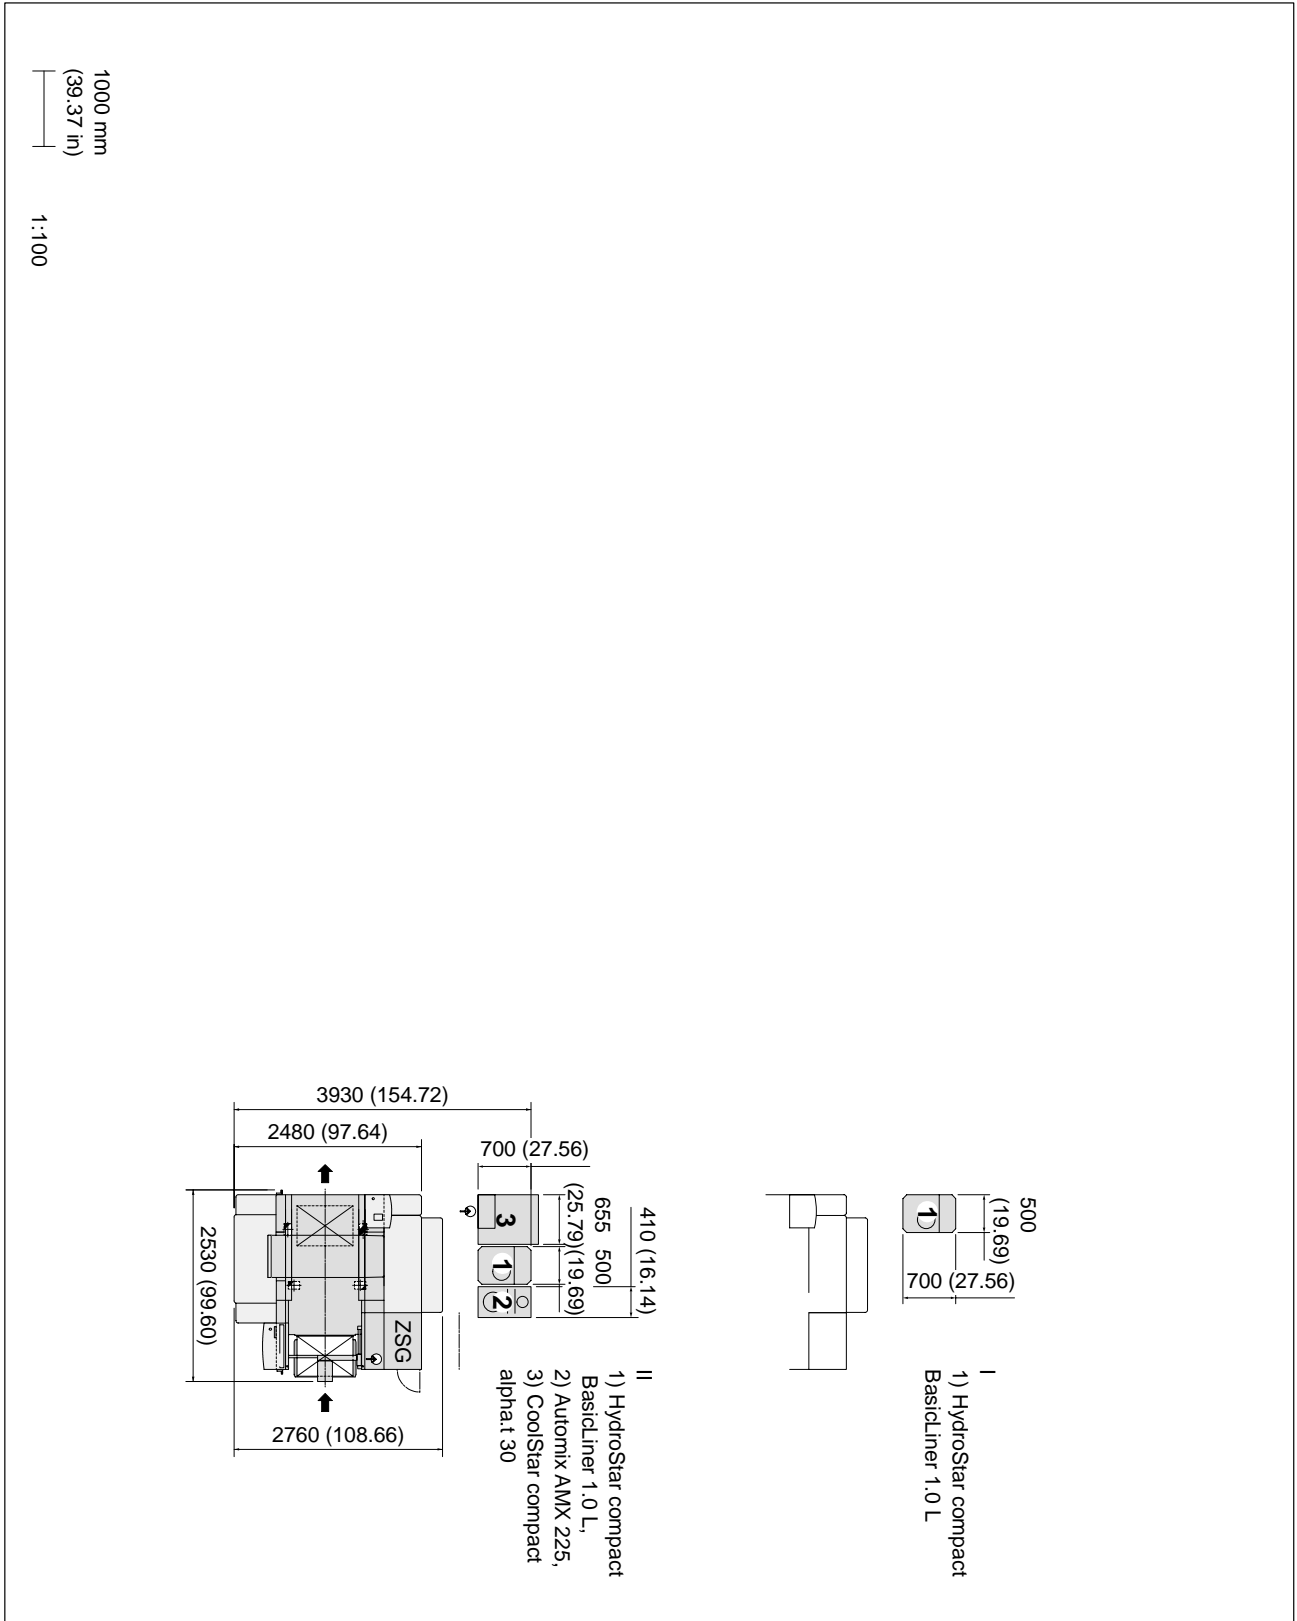 1000 mm
(39.37 in)
1:100
500
(19.69)
700 (27.56)
1
I
1) HydroStar compact
BasicLiner 1.0 L
410 (16.14)
655 500
(25.79)(19.69)
700 (27.56)
3930 (154.72)
2480 (97.64)
3
1
2
ZSG
2530 (99.60)
2760 (108.66)
II
1) HydroStar compact
BasicLiner 1.0 L,
2) Automix AMX 225,
3) CoolStar compact
alpha.t 30